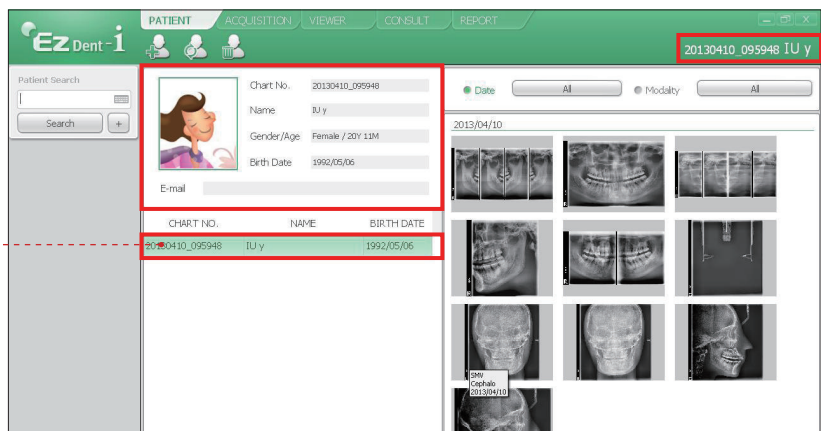 Ez Dent-i
PATIENT ACQUISITION VIEWER CONSULT REPORT
20130410_095948 IU y
Patient Search
Search +
Chart No. 20130410_095948
Name IU y
Gender/Age Female / 20Y 11M
Birth Date 1992/05/06
E-mail
CHART NO. NAME BIRTH DATE
20130410_095948 IU y 1992/05/06
Date All Modality All
2013/04/10
SMV
Cephalo
2013/04/10